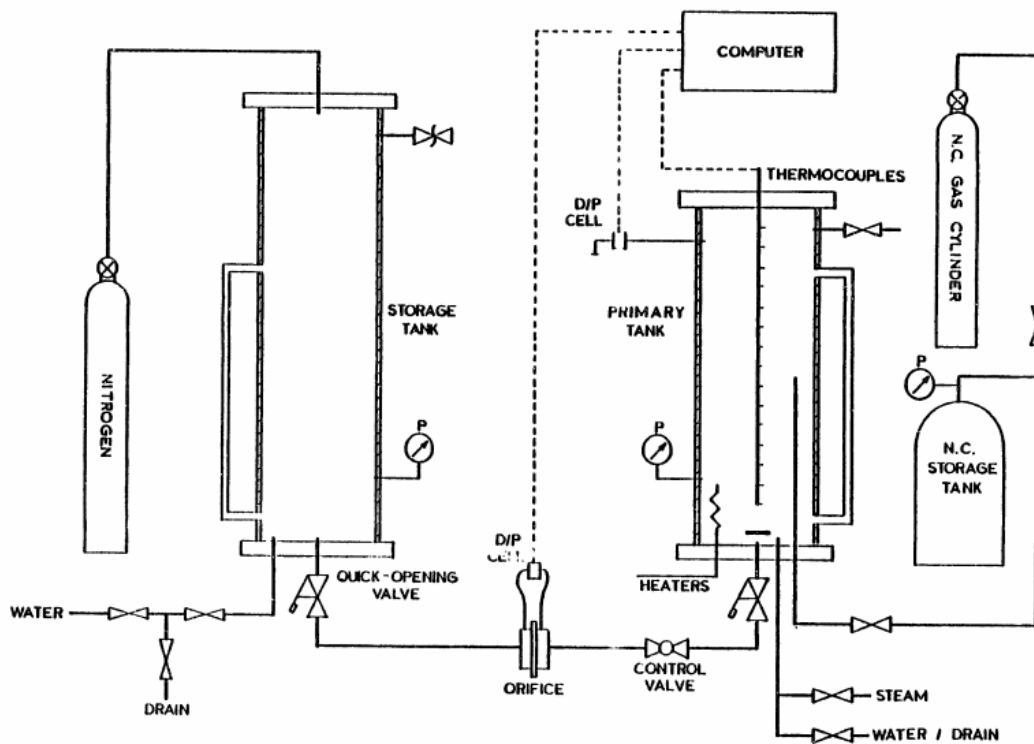 COMPUTER
THERMOCOUPLES
D/P
CELL
N.C. GAS CYLINDER
STORAGE
TANK
PRIMARY
TANK
NITROGEN
P
P
P
N.C.
STORAGE
TANK
D/P
CELL
QUICK-OPENING
VALVE
HEATERS
WATER
ORIFICE
CONTROL
VALVE
DRAIN
STEAM
WATER / DRAIN